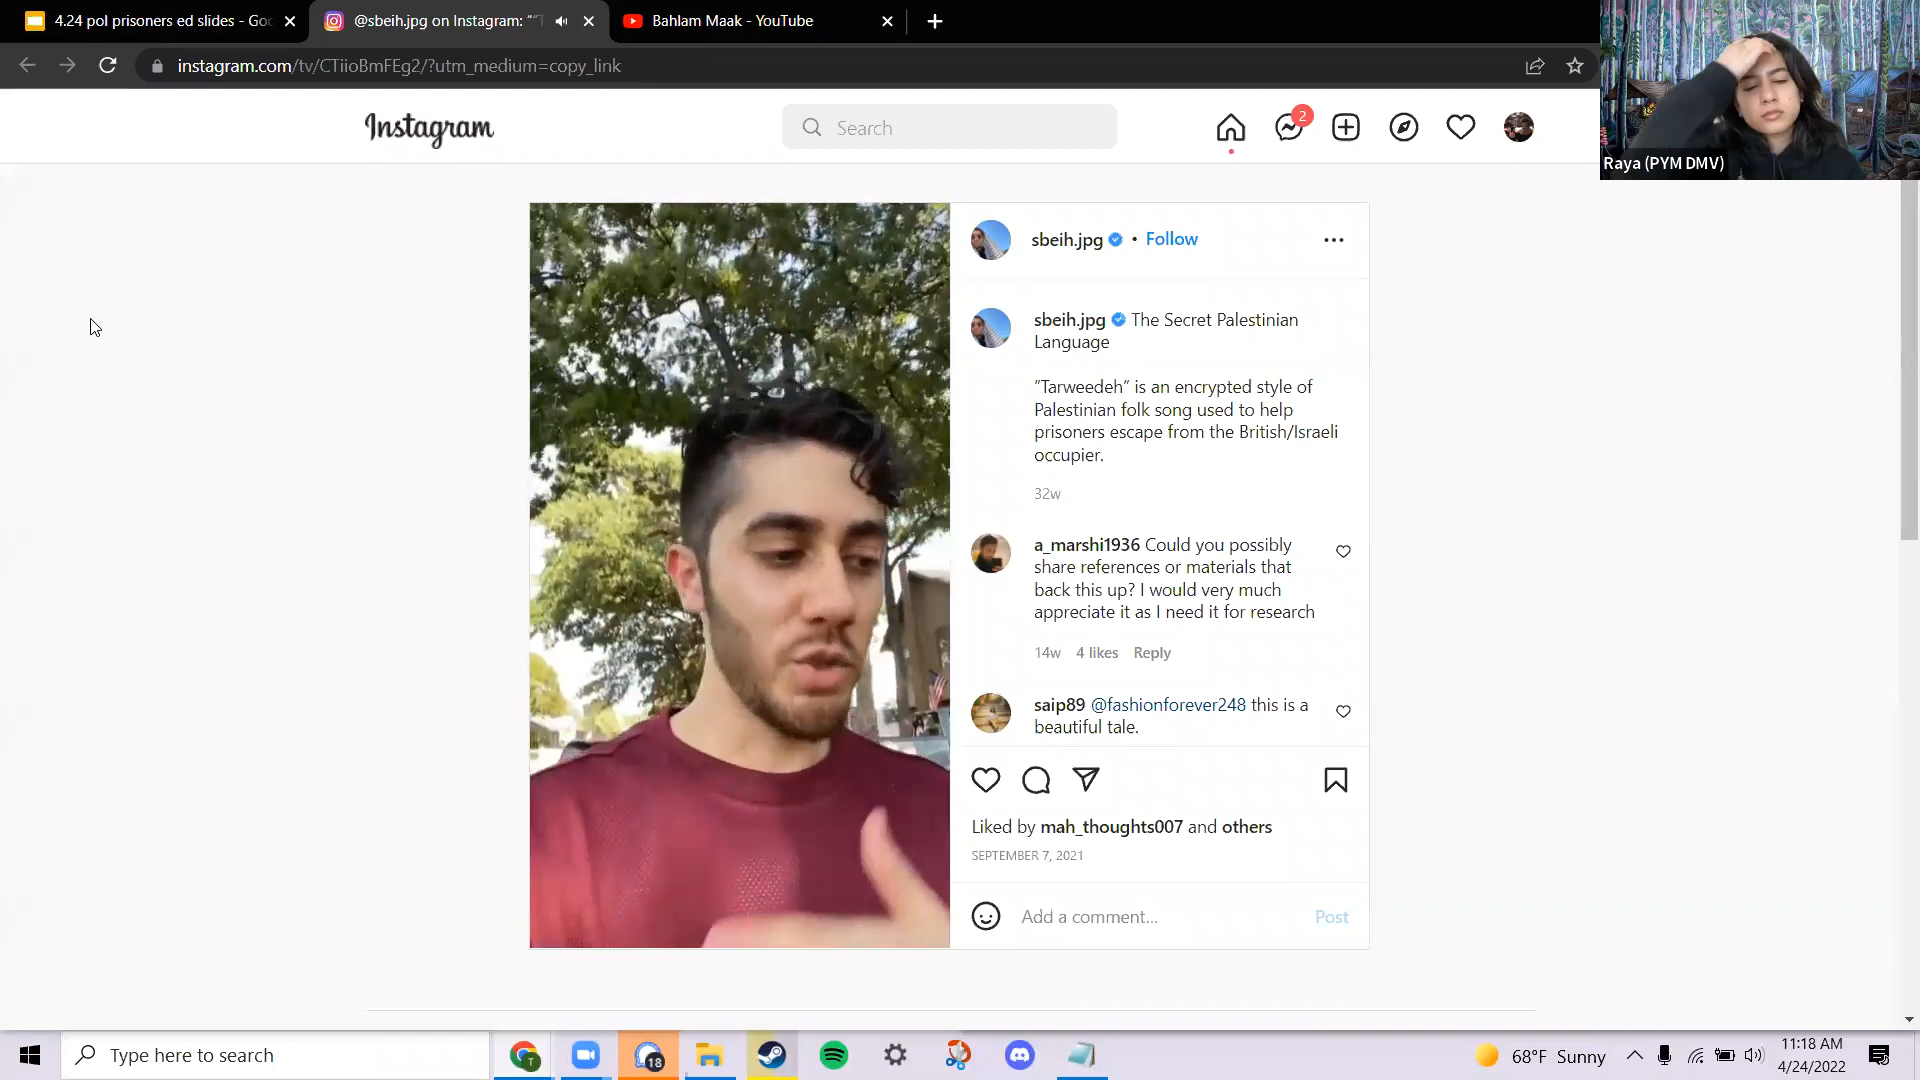 4.24 pol prisoners ed slides - Goo
@sbeih.jpg on Instagram: "“T
Bahlam Maak - YouTube
instagram.com/tv/CTiioBmFEg2/?utm_medium=copy_link
Raya (PYM DMV)
Instagram
Search
2
sbeih.jpg • Follow
sbeih.jpg The Secret Palestinian
Language
“Tarweedeh” is an encrypted style of
Palestinian folk song used to help
prisoners escape from the British/Israeli
occupier.
32w
a_marshi1936 Could you possibly
share references or materials that
back this up? I would very much
appreciate it as I need it for research
14w 4 likes Reply
saip89 @fashionforever248 this is a
beautiful tale.
Liked by mah_thoughts007 and others
SEPTEMBER 7, 2021
Add a comment... Post
Type here to search
T
18
68°F Sunny
11:18 AM
4/24/2022